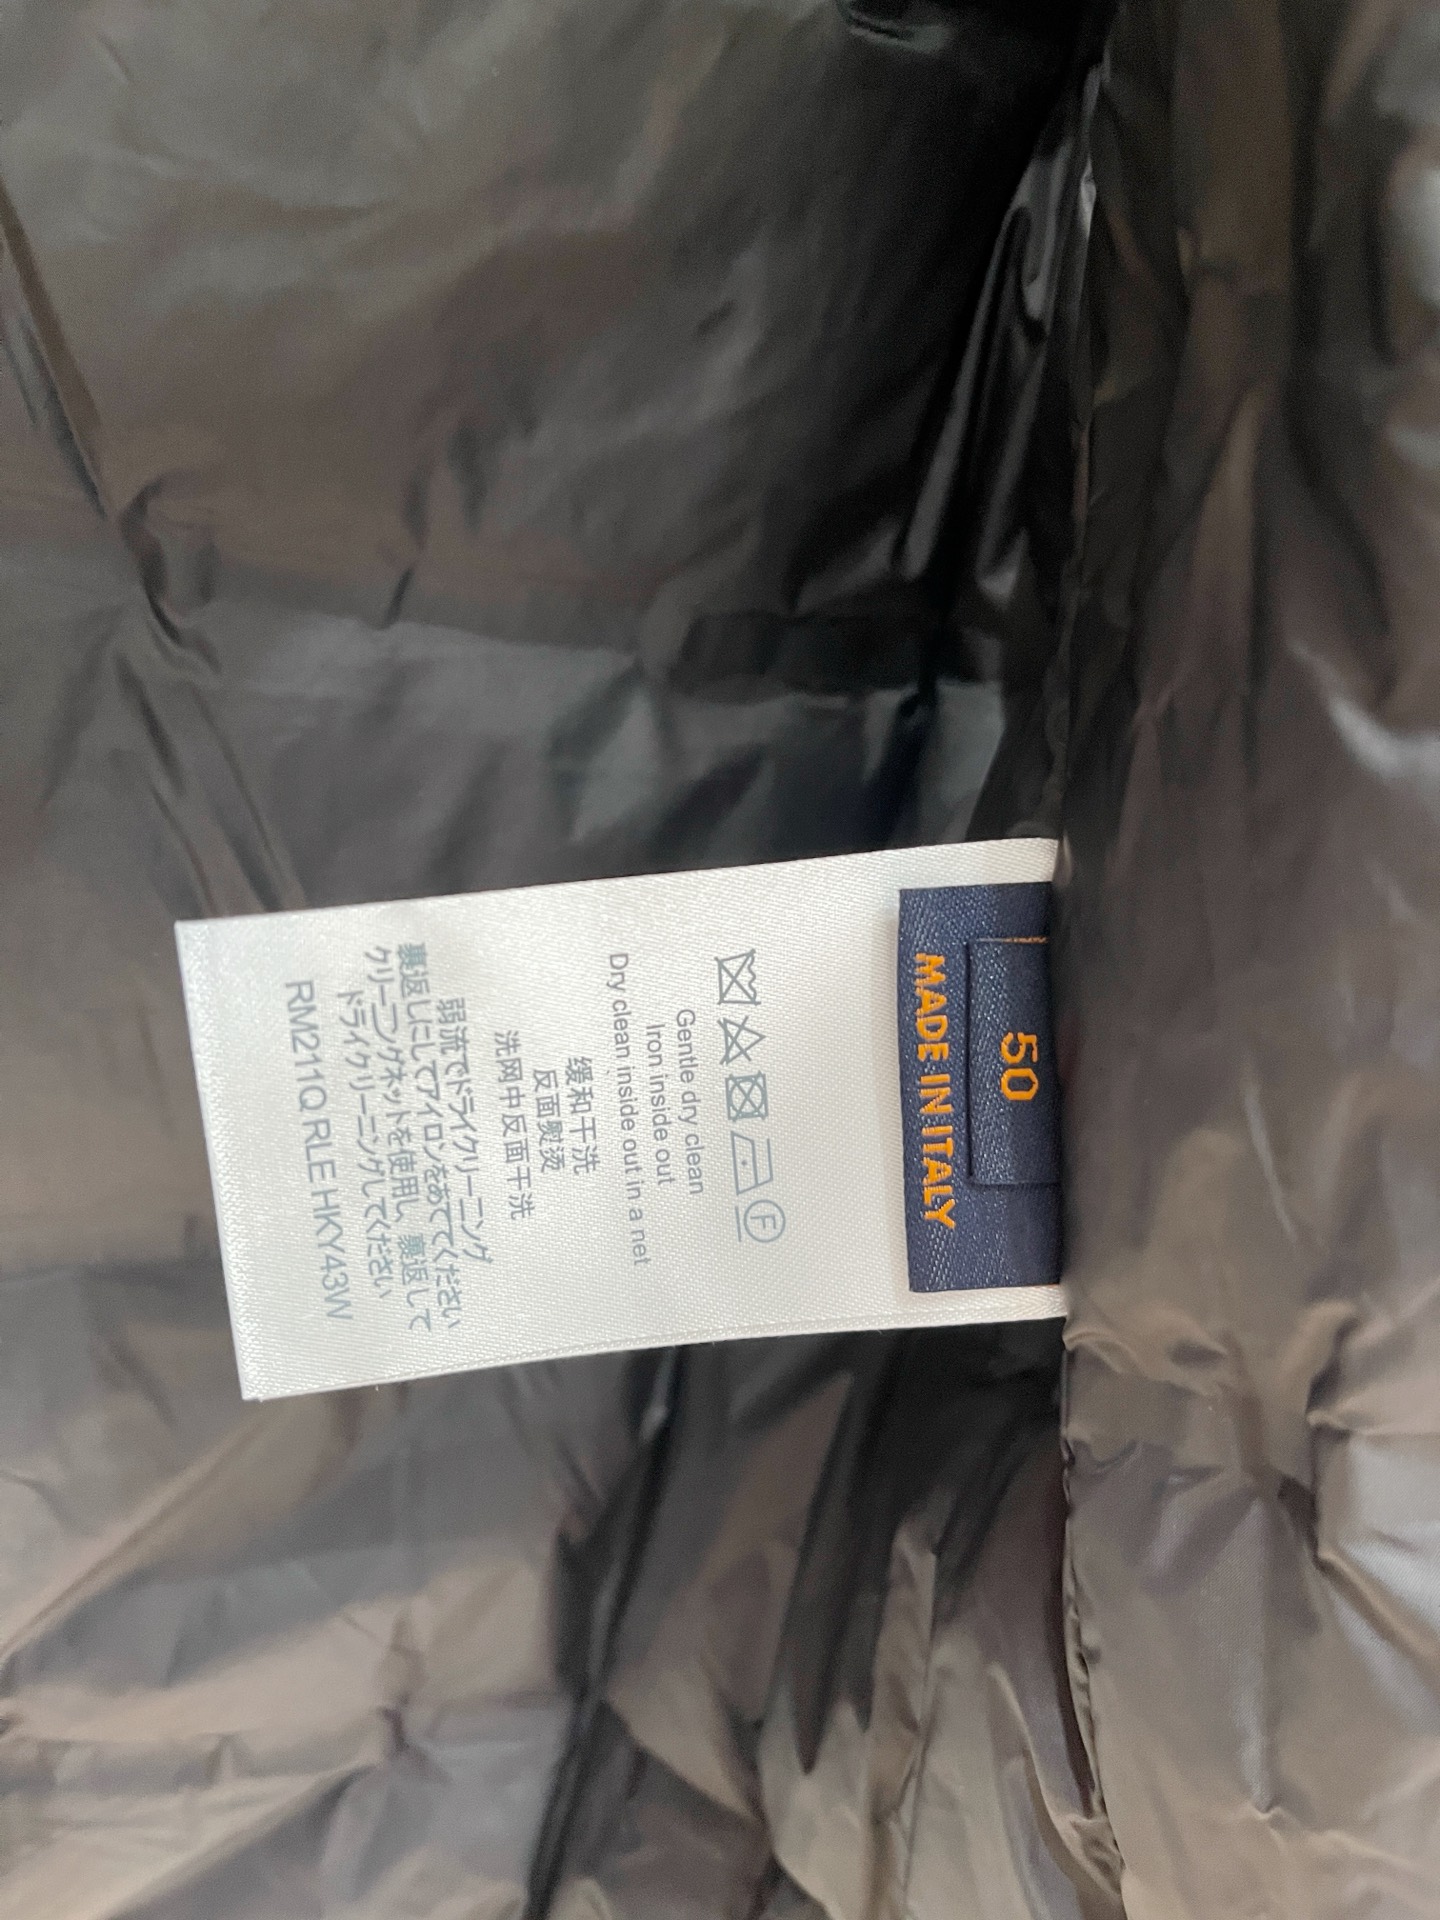 50
MADE IN ITALY
F
Gentle dry clean
Iron inside out
Dry clean inside out in a net
缓和干洗
反面熨烫
洗网中反面干洗
弱流でドライクリーニング
裏返しにしてアイロンをあててください
クリーニングネットを使用し、裏返して
ドライクリーニングしてください
RM211Q RLE HKY43W